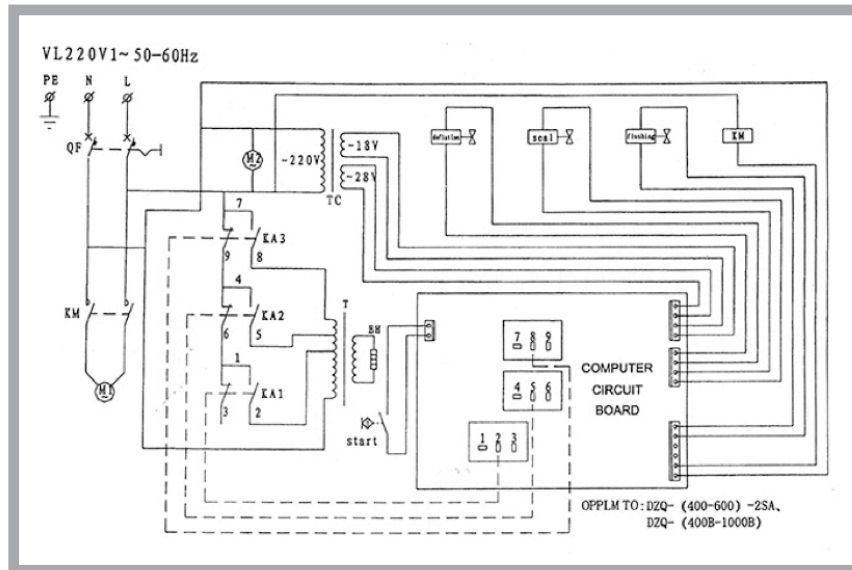 VL220V1~50-60Hz
PE N L
QF
M2
~220V
~18V
~28V
TC
deflation
seal
flushing
KM
7
KA3
9 8
4
KA2
6 5
1
KA1
3 2
KM
M1
T
EH
start
7 8 9
4 5 6
1 2 3
COMPUTER
CIRCUIT
BOARD
OPPLM TO: DZQ- (400-600) -2SA、
DZQ- (400B-1000B)